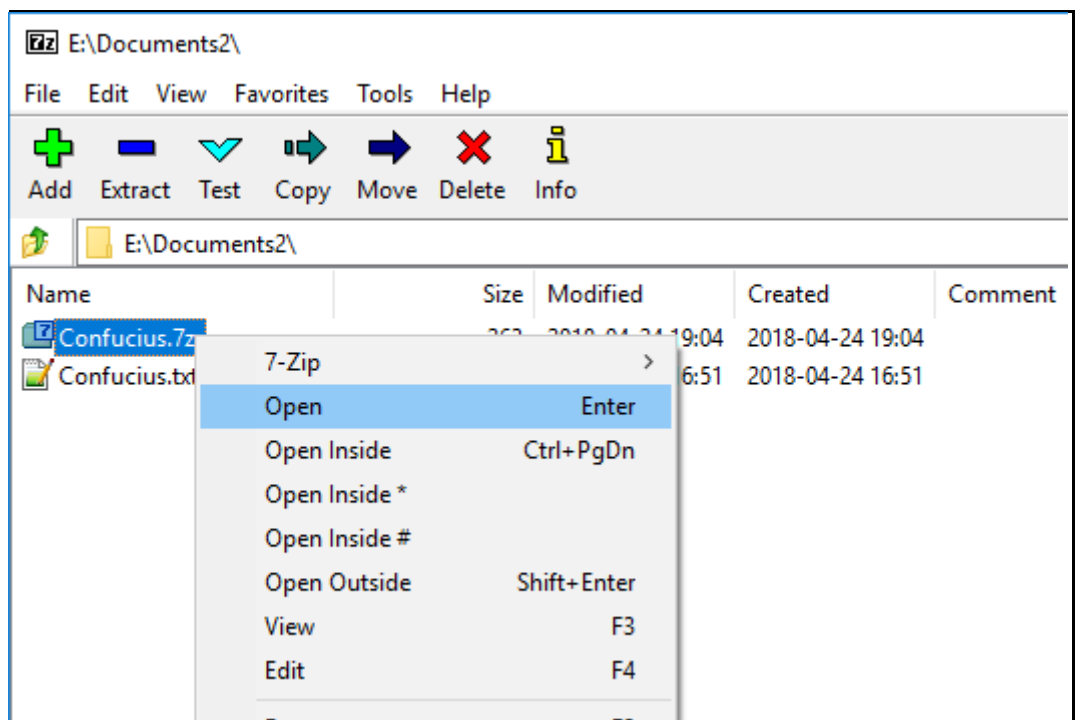 7z E:\Documents2\
File Edit View Favorites Tools Help
Add Extract Test Copy Move Delete Info
E:\Documents2\
Name Size Modified Created Comment
Confucius.7z 19:04 2018-04-24 19:04
Confucius.txt 6:51 2018-04-24 16:51
7-Zip >
Open Enter
Open Inside Ctrl+PgDn
Open Inside *
Open Inside #
Open Outside Shift+Enter
View F3
Edit F4